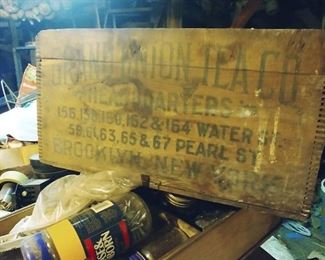 GRAND UNION TEA CO.
HEADQUARTERS
156, 158, 160, 162 & 164 WATER ST.
59, 61, 63, 65 & 67 PEARL ST.
BROOKLYN, NEW YORK